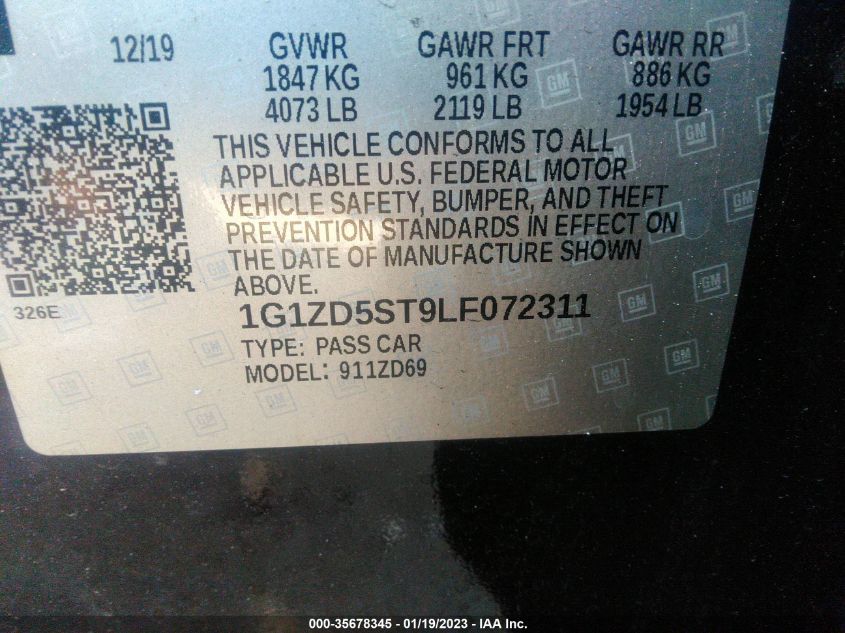 12/19 GVWR GAWR FRT GAWR RR
1847 KG 961 KG 886 KG
4073 LB 2119 LB 1954 LB
THIS VEHICLE CONFORMS TO ALL
APPLICABLE U.S. FEDERAL MOTOR
VEHICLE SAFETY, BUMPER, AND THEFT
PREVENTION STANDARDS IN EFFECT ON
THE DATE OF MANUFACTURE SHOWN
ABOVE.
326E
1G1ZD5ST9LF072311
TYPE: PASS CAR
MODEL: 911ZD69
GM
000-35678345 / 01/19/2023 - IAA Inc.